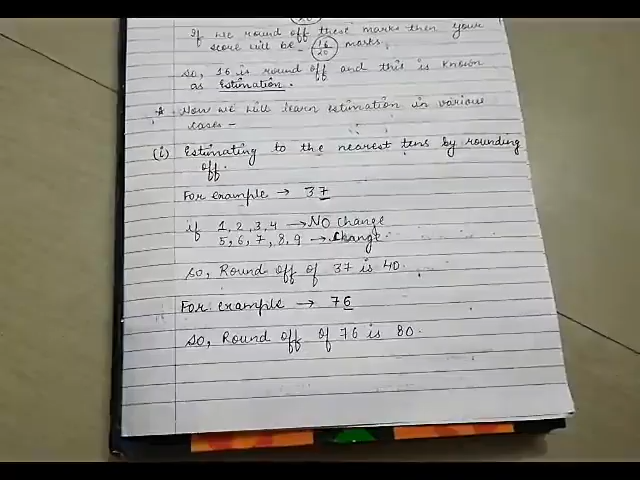 20
If we round off these marks then your
score will be - 16/20 marks.
So, 16 is round off and this is known
as Estimation.
* Now we will learn estimation in various
cases -
(i) Estimating to the nearest tens by rounding
off.
For example → 37
if 1, 2, 3, 4 → No change
5, 6, 7, 8, 9 → change
So, Round off of 37 is 40.
For example → 76
So, Round off of 76 is 80.